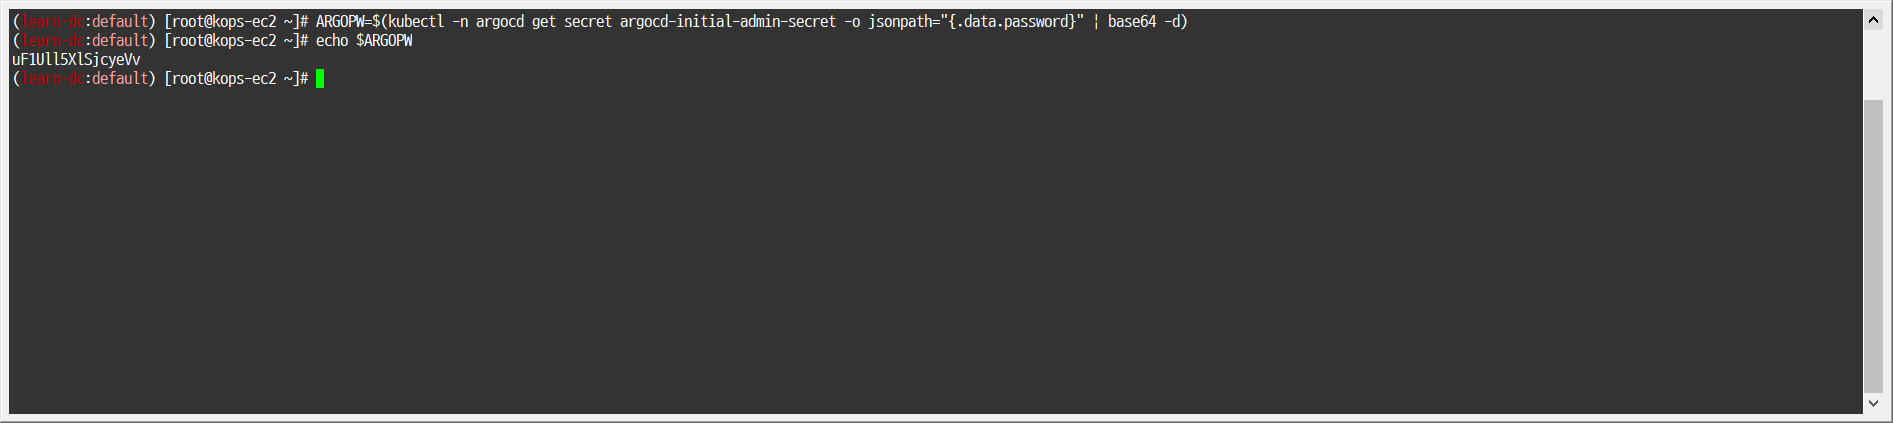 (learn-dc:default) [root@kops-ec2 ~]# ARGOPW=$(kubectl -n argocd get secret argocd-initial-admin-secret -o jsonpath="{.data.password}" | base64 -d)
(learn-dc:default) [root@kops-ec2 ~]# echo $ARGOPW
uF1Ull5XlSjcyeVv
(learn-dc:default) [root@kops-ec2 ~]#